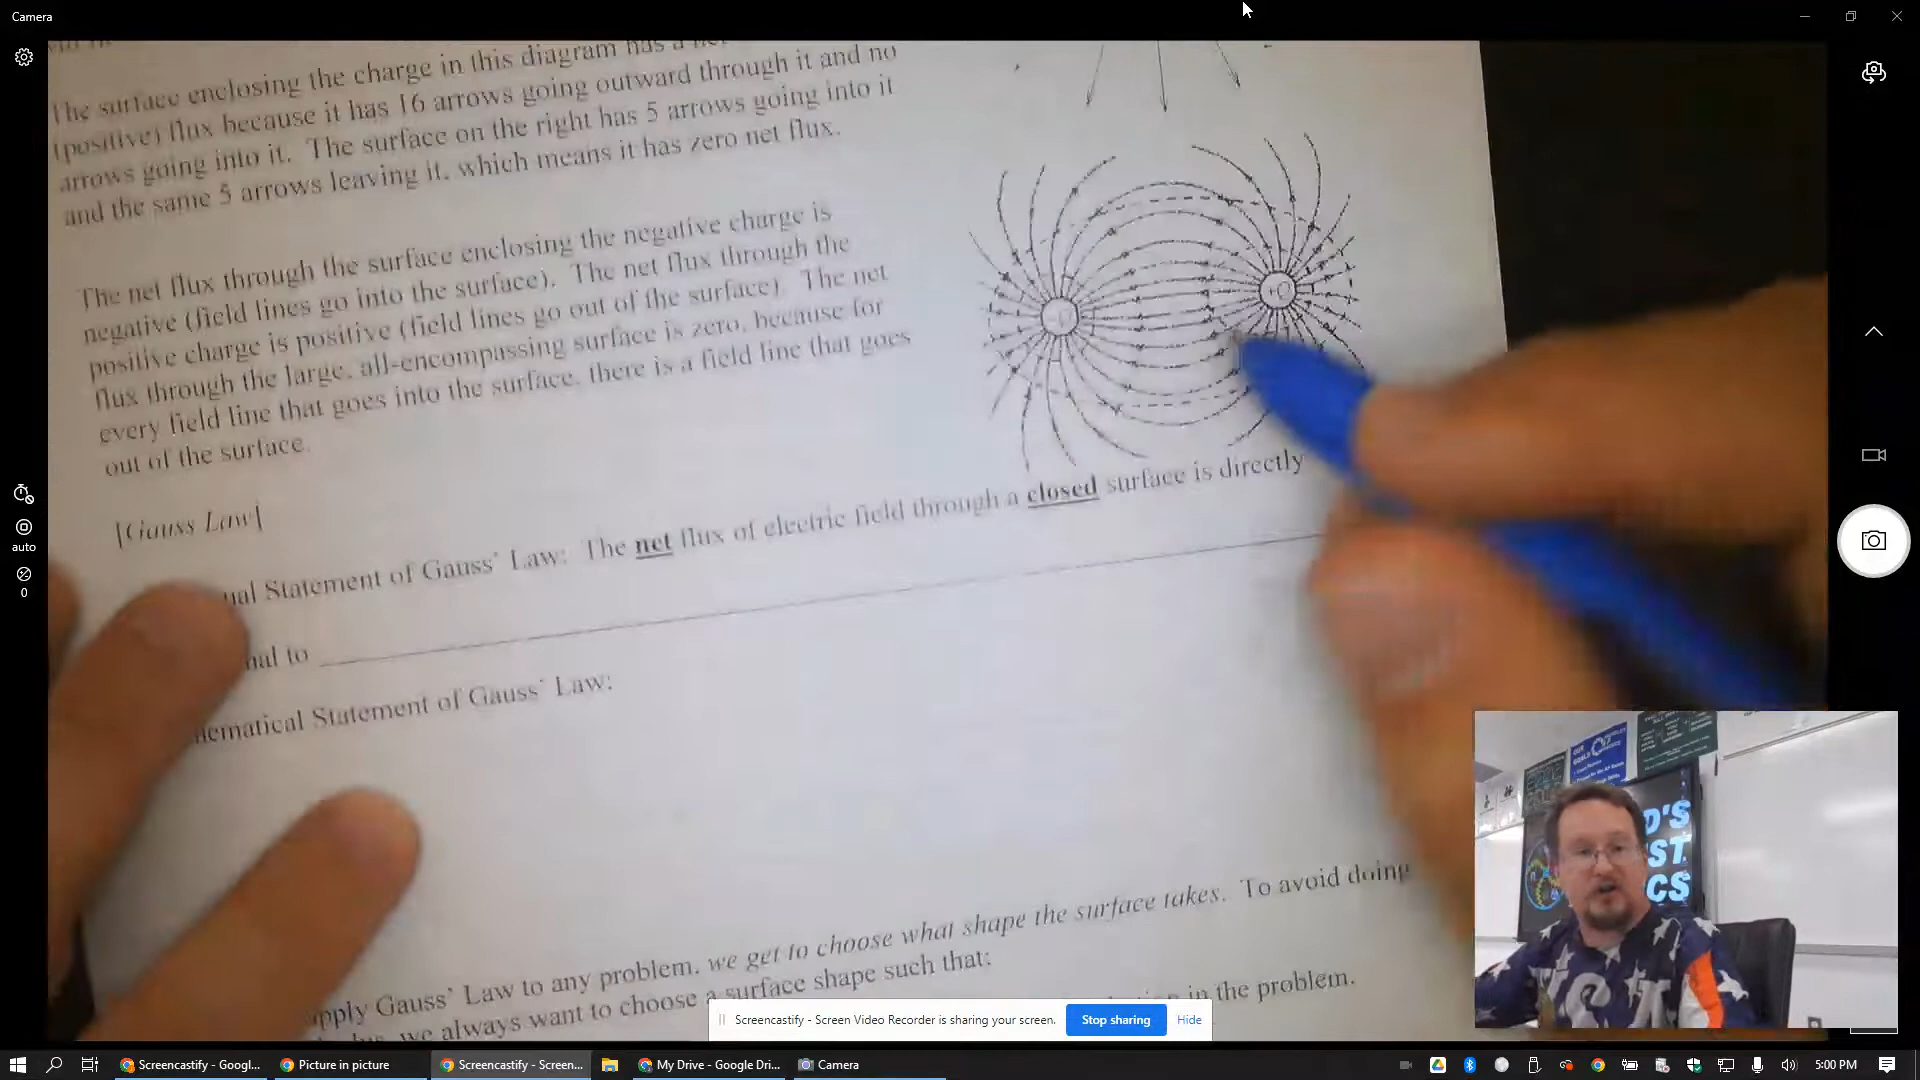 Camera
The surface enclosing the charge in this diagram has a net
(positive) flux because it has 16 arrows going outward through it and no
arrows going into it. The surface on the right has 5 arrows going into it
and the same 5 arrows leaving it, which means it has zero net flux.
The net flux through the surface enclosing the negative charge is
negative (field lines go into the surface). The net flux through the
positive charge is positive (field lines go out of the surface). The net
flux through the large, all-encompassing surface is zero, because for
every field line that goes into the surface, there is a field line that goes
out of the surface.
+Q
[Gauss Law]
ual Statement of Gauss' Law: The net flux of electric field through a closed surface is directly
nal to
hematical Statement of Gauss' Law:
pply Gauss' Law to any problem, we get to choose what shape the surface takes. To avoid doing
we always want to choose a surface shape such that:
in the problem.
auto
0
D'S
ST
CS
OUR
GOALS
Screencastify - Screen Video Recorder is sharing your screen.
Stop sharing
Hide
Screencastify - Googl...
Picture in picture
Screencastify - Screen...
My Drive - Google Dri...
Camera
5:00 PM